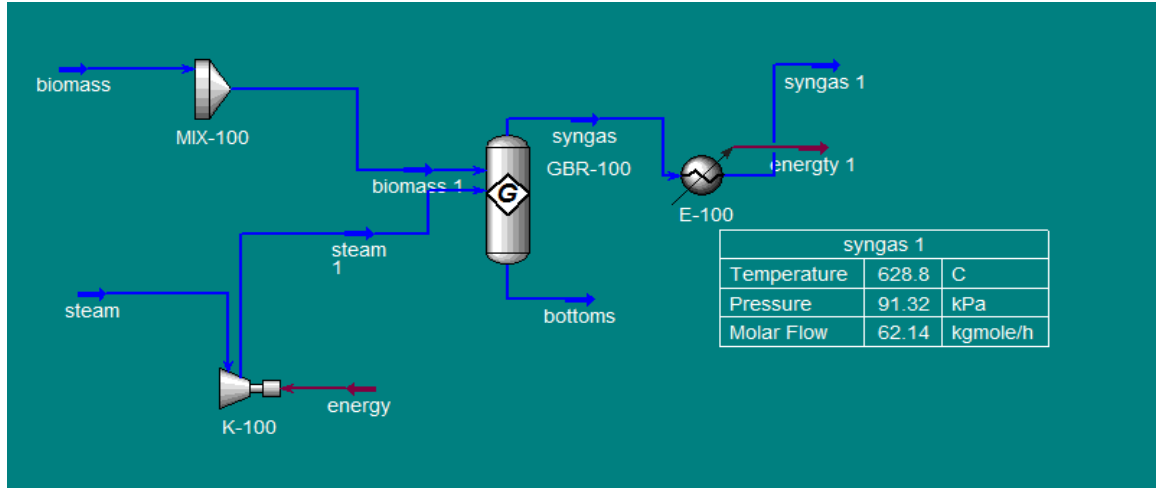 biomass
MIX-100
biomass 1
steam
1
steam
K-100
energy
syngas
GBR-100
G
bottoms
E-100
syngas 1
energty 1
syngas 1
Temperature 628.8 C
Pressure 91.32 kPa
Molar Flow 62.14 kgmole/h